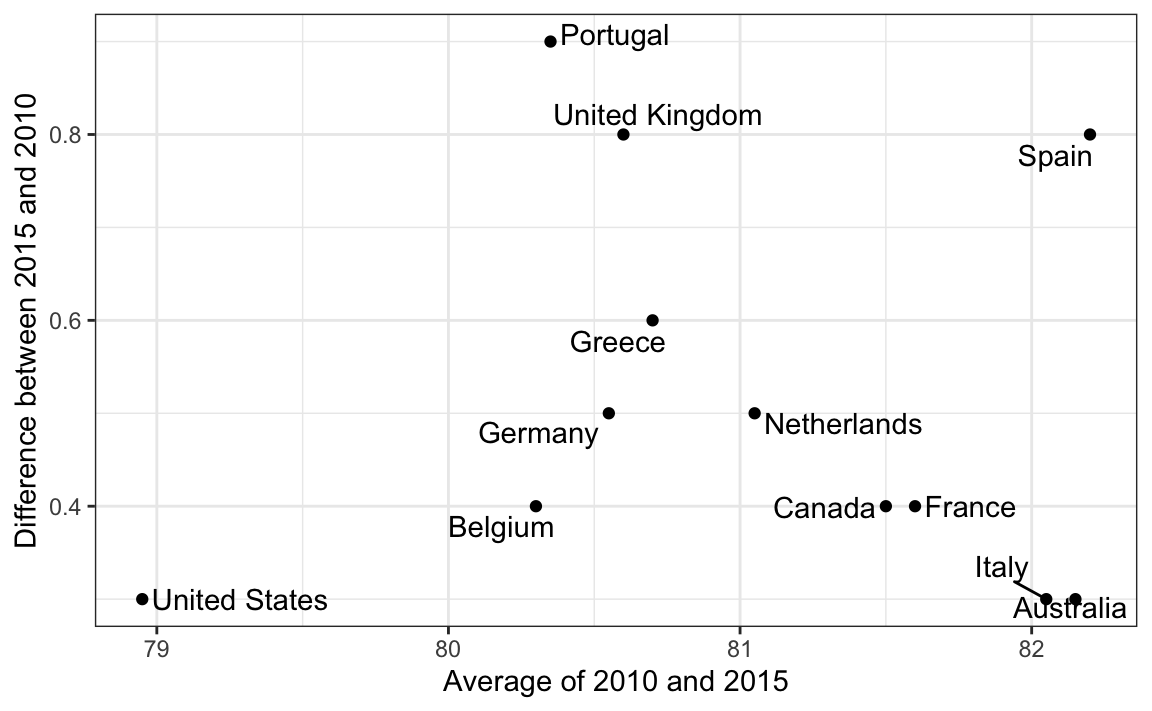 Portugal
United Kingdom
0.8
Spain
Difference between 2015 and 2010
0.6
Greece
Germany
Netherlands
0.4
Canada
France
Belgium
Italy
United States
Australia
79
80
81
82
Average of 2010 and 2015